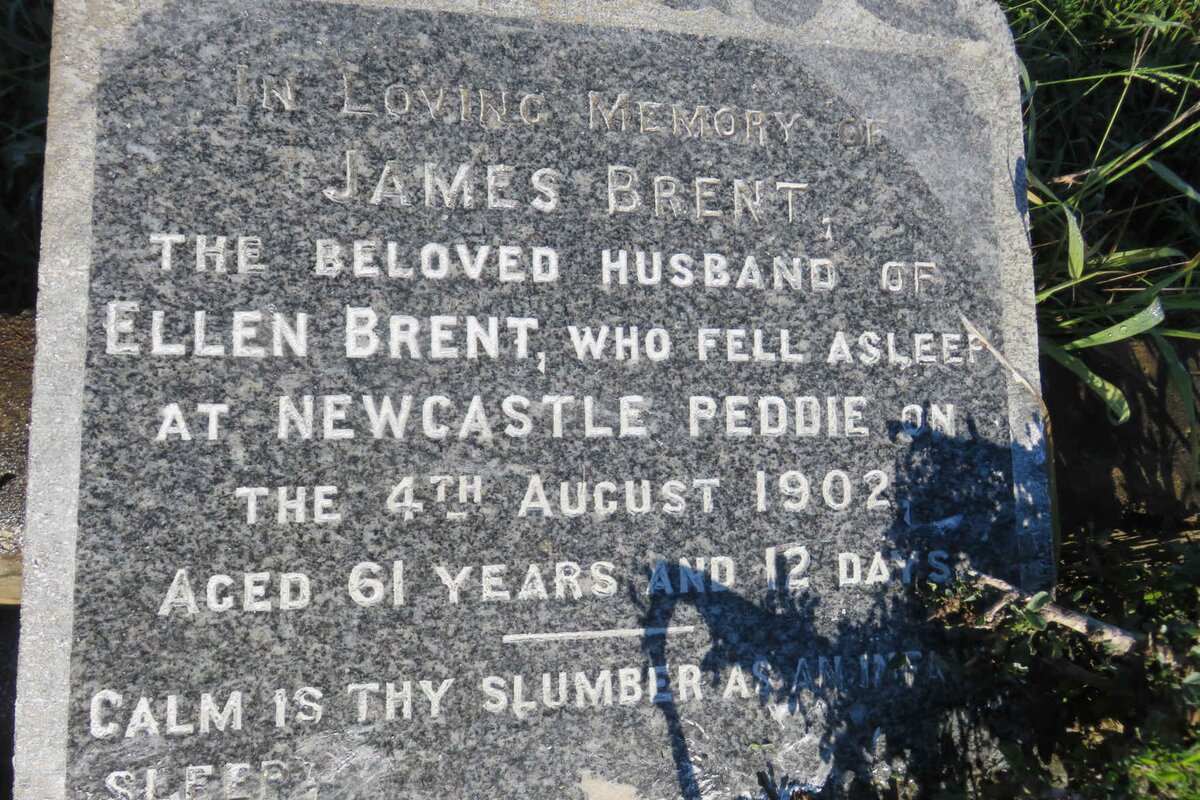 IN LOVING MEMORY OF
JAMES BRENT,
THE BELOVED HUSBAND OF
ELLEN BRENT, WHO FELL ASLEEP
AT NEWCASTLE PEDDIE ON
THE 4TH AUGUST 1902,
AGED 61 YEARS AND 12 DAYS
CALM IS THY SLUMBER AS AN